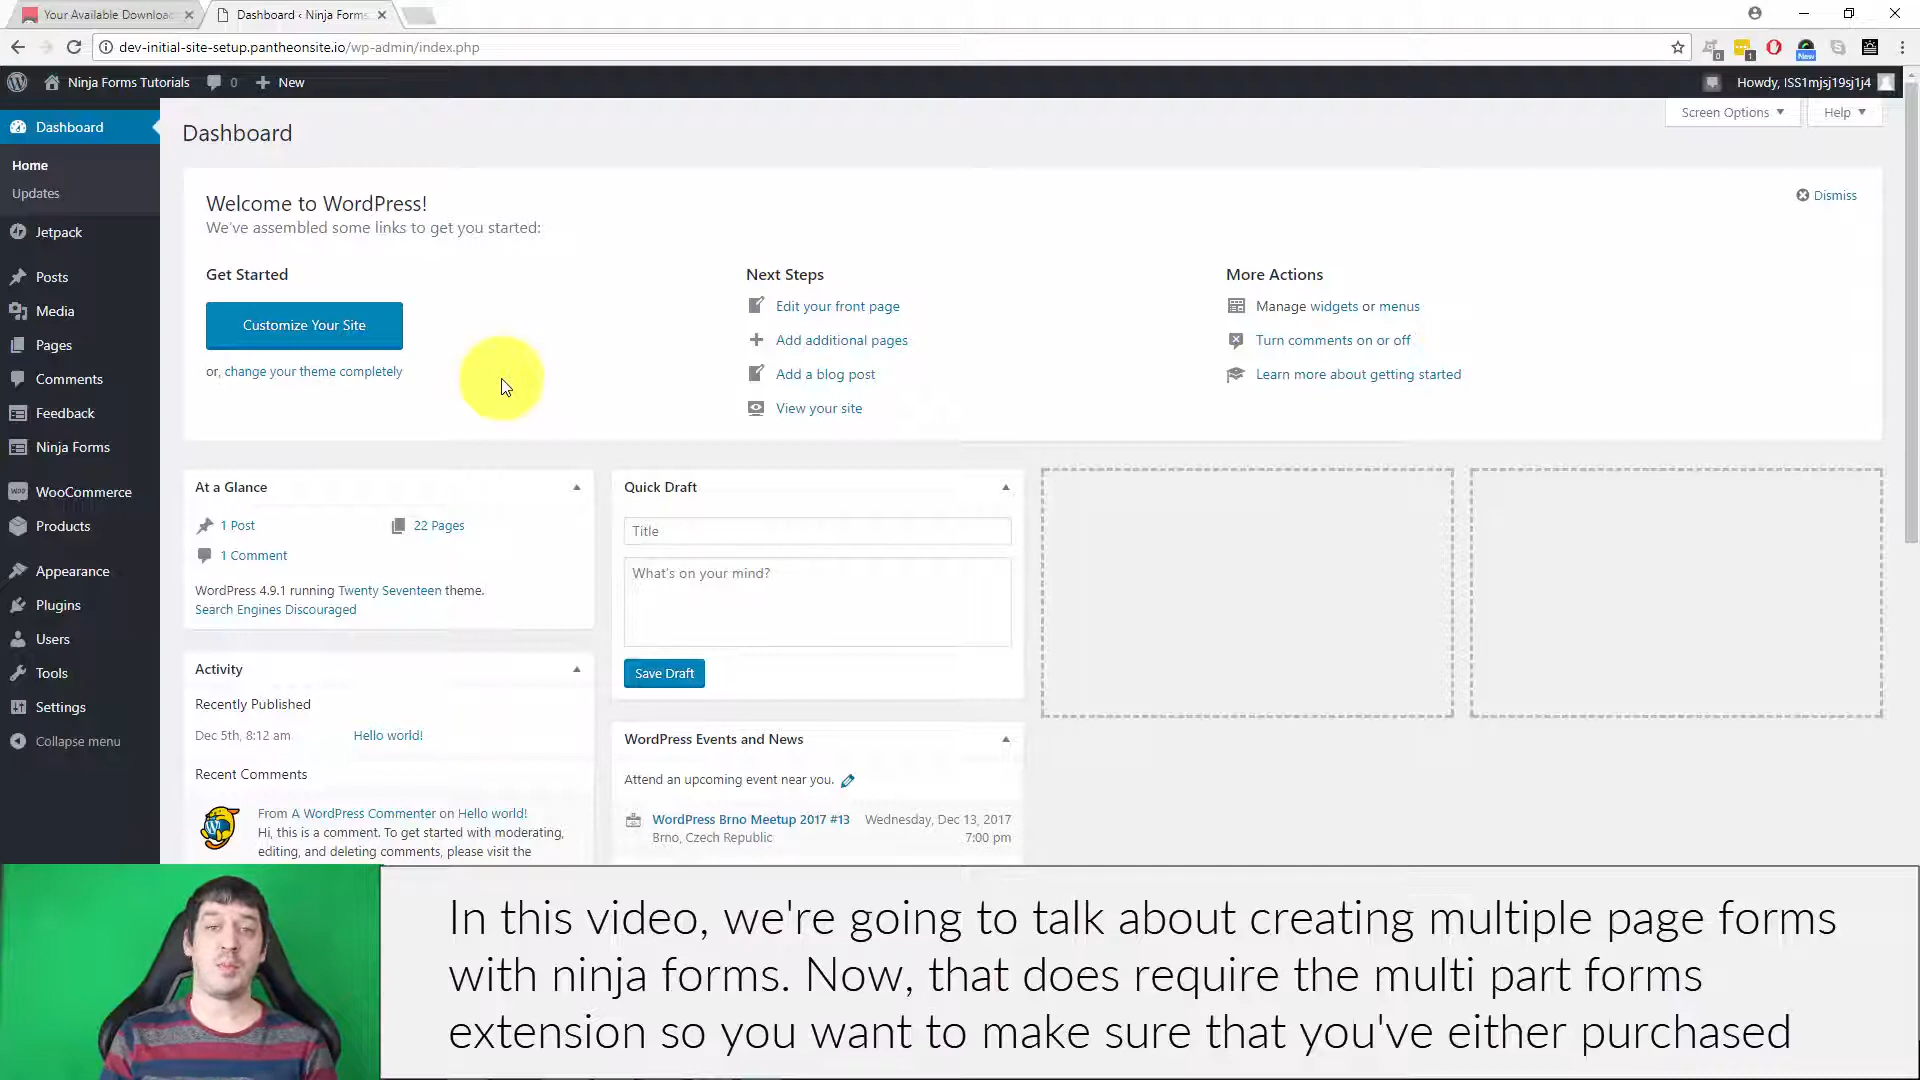 Your Available Downloa
Dashboard ‹ Ninja Forms
dev-initial-site-setup.pantheonsite.io/wp-admin/index.php
0
1
New
Ninja Forms Tutorials
0
New
Howdy, ISS1mjsj19sj1j4
Dashboard
Home
Updates
Jetpack
Posts
Media
Pages
Comments
Feedback
Ninja Forms
WooCommerce
Products
Appearance
Plugins
Users
Tools
Settings
Collapse menu
Screen Options
Help
Dashboard
Welcome to WordPress!
We've assembled some links to get you started:
Dismiss
Get Started
Customize Your Site
or, change your theme completely
Next Steps
Edit your front page
Add additional pages
Add a blog post
View your site
More Actions
Manage widgets or menus
Turn comments on or off
Learn more about getting started
At a Glance
1 Post
22 Pages
1 Comment
WordPress 4.9.1 running Twenty Seventeen theme.
Search Engines Discouraged
Activity
Recently Published
Dec 5th, 8:12 am
Hello world!
Recent Comments
From A WordPress Commenter on Hello world!
Hi, this is a comment. To get started with moderating,
editing, and deleting comments, please visit the
Quick Draft
Title
What's on your mind?
Save Draft
WordPress Events and News
Attend an upcoming event near you.
WordPress Brno Meetup 2017 #13
Wednesday, Dec 13, 2017
Brno, Czech Republic
7:00 pm
In this video, we're going to talk about creating multiple page forms
with ninja forms. Now, that does require the multi part forms
extension so you want to make sure that you've either purchased